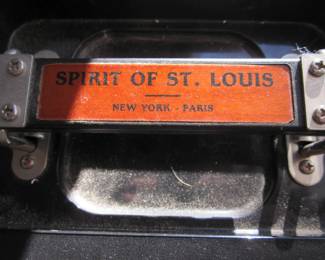 SPIRIT OF ST. LOUIS
NEW YORK - PARIS